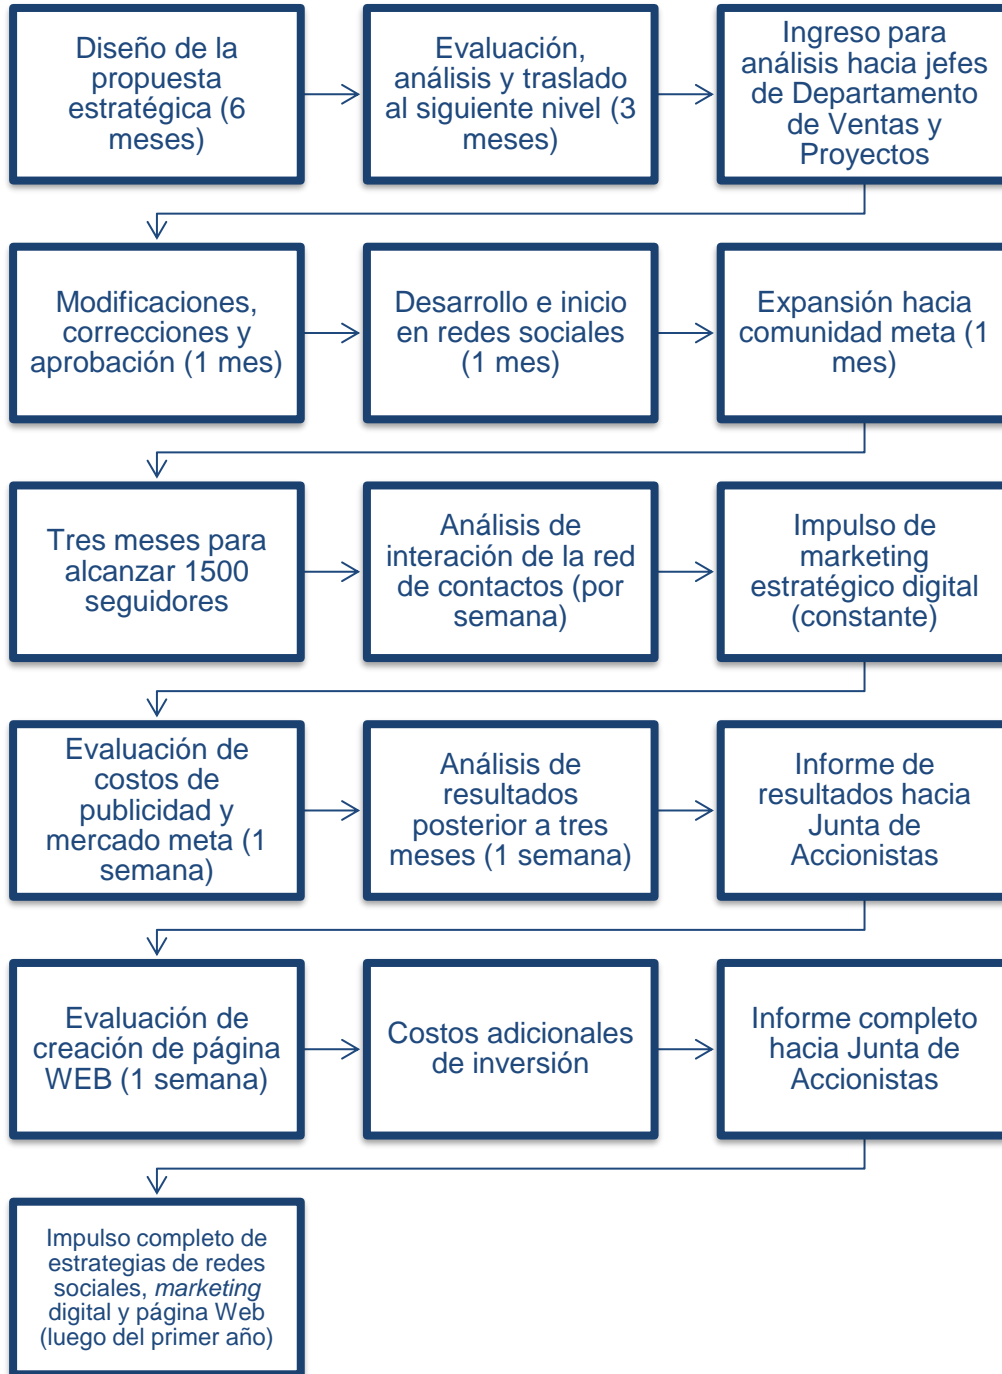 Diseño de la
propuesta
estratégica (6
meses)
Evaluación,
análisis y traslado
al siguiente nivel (3
meses)
Ingreso para
análisis hacia jefes
de Departamento
de Ventas y
Proyectos
Modificaciones,
correcciones y
aprobación (1 mes)
Desarrollo e inicio
en redes sociales
(1 mes)
Expansión hacia
comunidad meta (1
mes)
Tres meses para
alcanzar 1500
seguidores
Análisis de
interación de la red
de contactos (por
semana)
Impulso de
marketing
estratégico digital
(constante)
Evaluación de
costos de
publicidad y
mercado meta (1
semana)
Análisis de
resultados
posterior a tres
meses (1 semana)
Informe de
resultados hacia
Junta de
Accionistas
Evaluación de
creación de página
WEB (1 semana)
Costos adicionales
de inversión
Informe completo
hacia Junta de
Accionistas
Impulso completo de
estrategias de redes
sociales, marketing
digital y página Web
(luego del primer año)